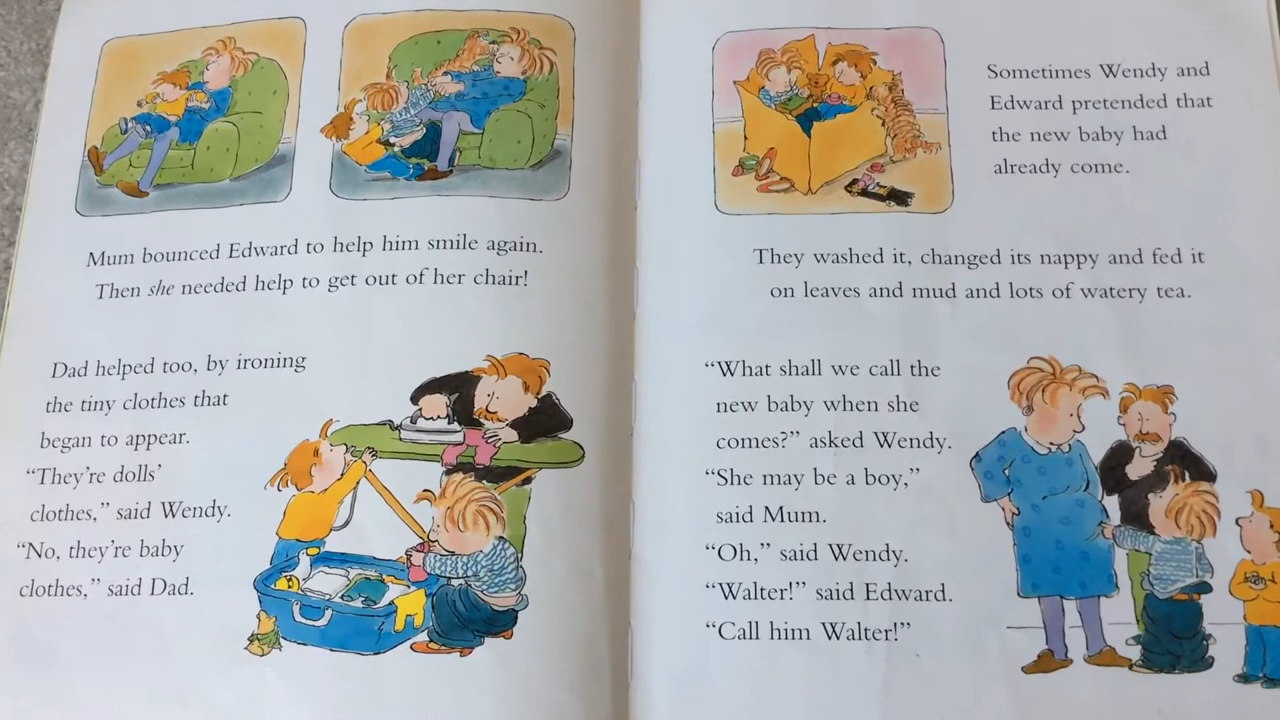 Mum bounced Edward to help him smile again.
Then she needed help to get out of her chair!
Dad helped too, by ironing
the tiny clothes that
began to appear.
“They’re dolls’
clothes,” said Wendy.
“No, they’re baby
clothes,” said Dad.
Sometimes Wendy and
Edward pretended that
the new baby had
already come.
They washed it, changed its nappy and fed it
on leaves and mud and lots of watery tea.
“What shall we call the
new baby when she
comes?” asked Wendy.
“She may be a boy,”
said Mum.
“Oh,” said Wendy.
“Walter!” said Edward.
“Call him Walter!”